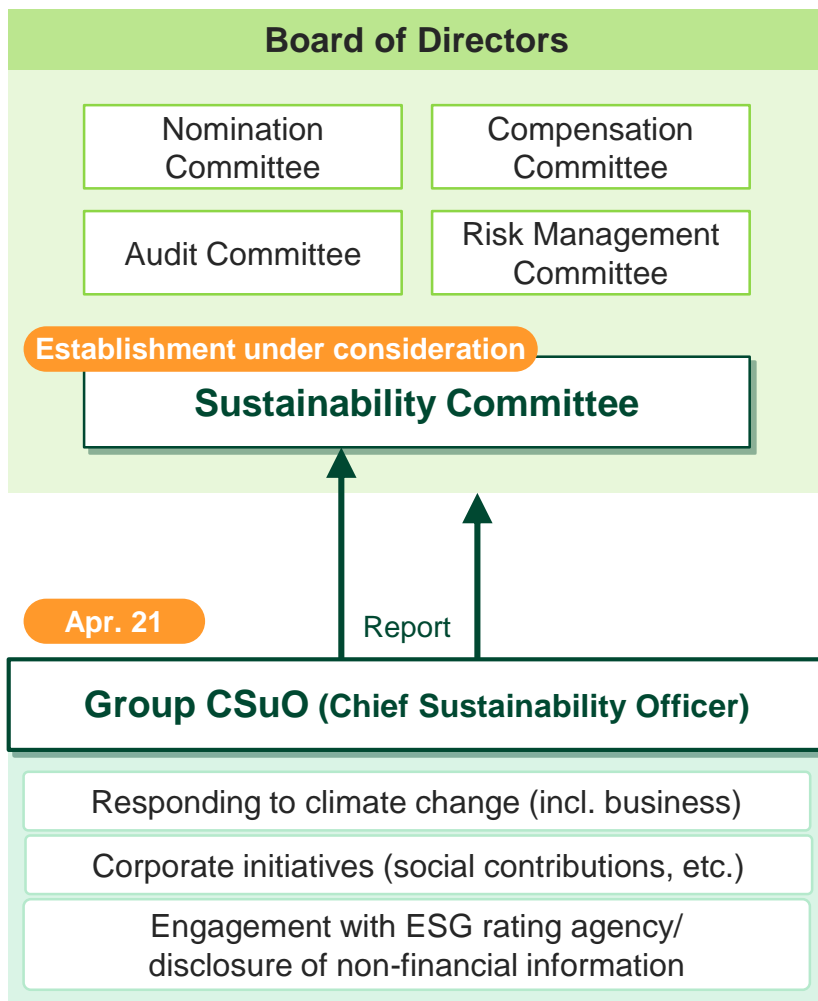 Board of Directors
Nomination
Committee
Compensation
Committee
Audit Committee
Risk Management
Committee
Establishment under consideration
Sustainability Committee
Apr. 21
Report
Group CSuO (Chief Sustainability Officer)
Responding to climate change (incl. business)
Corporate initiatives (social contributions, etc.)
Engagement with ESG rating agency/
disclosure of non-financial information